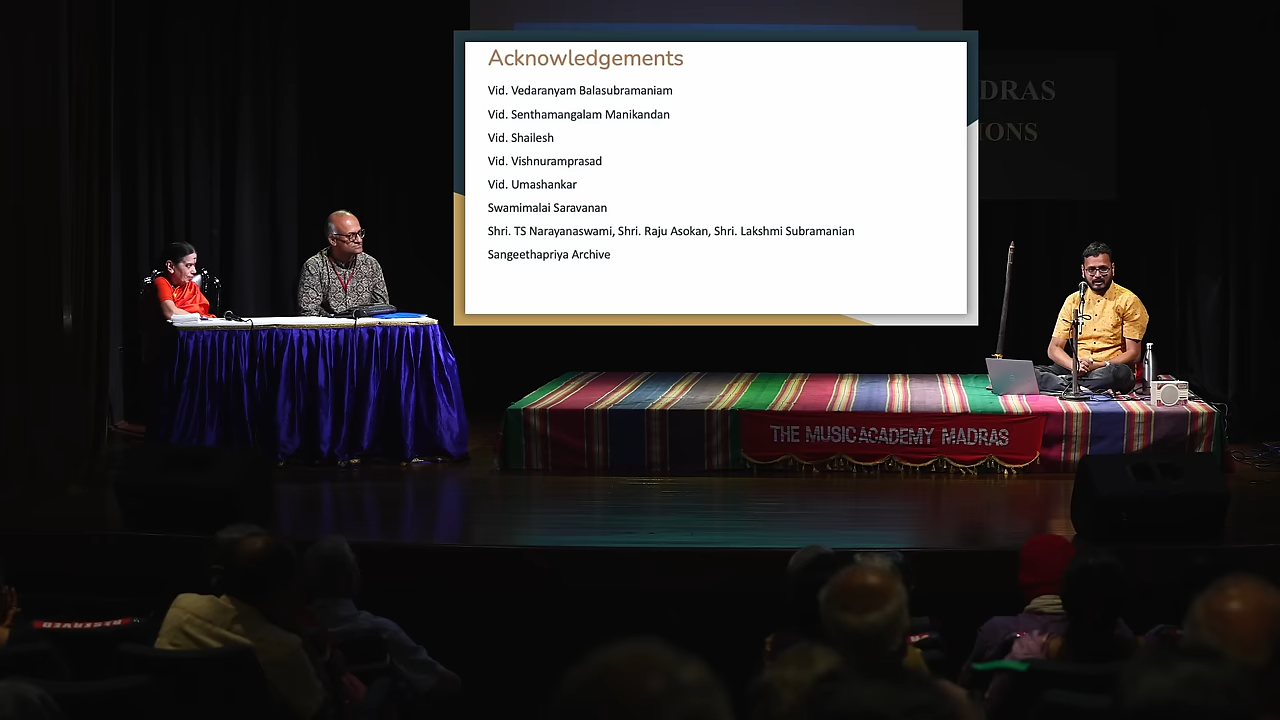 Acknowledgements
Vid. Vedaranyam Balasubramaniam
Vid. Senthamangalam Manikandan
Vid. Shailesh
Vid. Vishnuramprasad
Vid. Umashankar
Swamimalai Saravanan
Shri. TS Narayanaswami, Shri. Raju Asokan, Shri. Lakshmi Subramanian
Sangeethapriya Archive
DRAS
IONS
THE MUSIC ACADEMY MADRAS
RESERVED